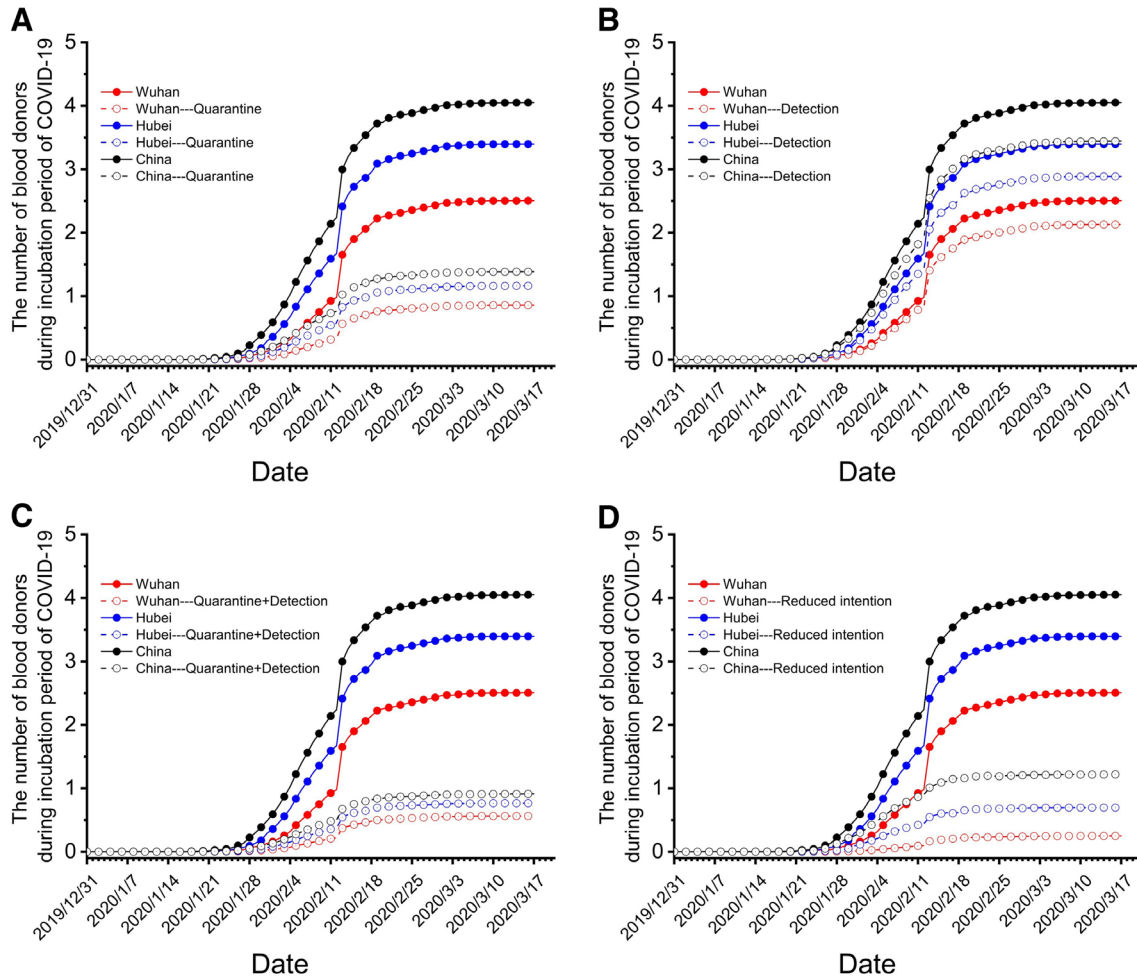 A
The number of blood donors
during incubation period of COVID-19
5
4
3
2
1
0
Wuhan
Wuhan---Quarantine
Hubei
Hubei---Quarantine
China
China---Quarantine
2019/12/31
2020/1/7
2020/1/14
2020/1/21
2020/1/28
2020/2/4
2020/2/11
2020/2/18
2020/2/25
2020/3/3
2020/3/10
2020/3/17
Date
B
The number of blood donors
during incubation period of COVID-19
5
4
3
2
1
0
Wuhan
Wuhan---Detection
Hubei
Hubei---Detection
China
China---Detection
2019/12/31
2020/1/7
2020/1/14
2020/1/21
2020/1/28
2020/2/4
2020/2/11
2020/2/18
2020/2/25
2020/3/3
2020/3/10
2020/3/17
Date
C
The number of blood donors
during incubation period of COVID-19
5
4
3
2
1
0
Wuhan
Wuhan---Quarantine+Detection
Hubei
Hubei---Quarantine+Detection
China
China---Quarantine+Detection
2019/12/31
2020/1/7
2020/1/14
2020/1/21
2020/1/28
2020/2/4
2020/2/11
2020/2/18
2020/2/25
2020/3/3
2020/3/10
2020/3/17
Date
D
The number of blood donors
during incubation period of COVID-19
5
4
3
2
1
0
Wuhan
Wuhan---Reduced intention
Hubei
Hubei---Reduced intention
China
China---Reduced intention
2019/12/31
2020/1/7
2020/1/14
2020/1/21
2020/1/28
2020/2/4
2020/2/11
2020/2/18
2020/2/25
2020/3/3
2020/3/10
2020/3/17
Date